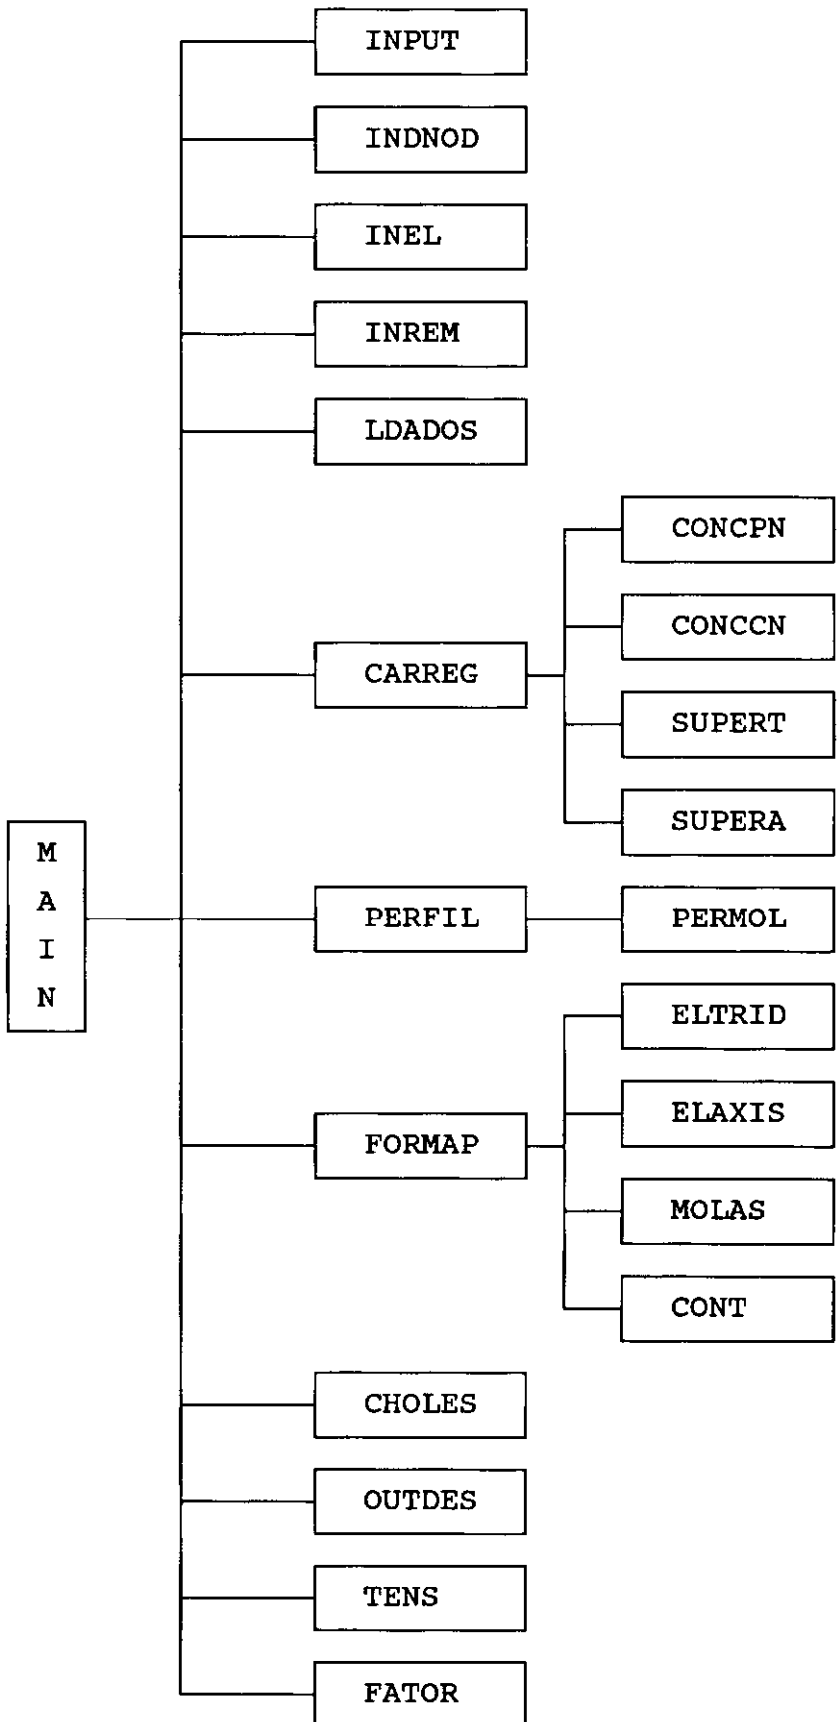 INPUT
INDNOD
INEL
INREM
LDADOS
CARREG
CONCPN
CONCCN
SUPERT
SUPERA
MAIN
PERFIL
PERMOL
FORMAP
ELTRID
ELAXIS
MOLAS
CONT
CHOLES
OUTDES
TENS
FATOR